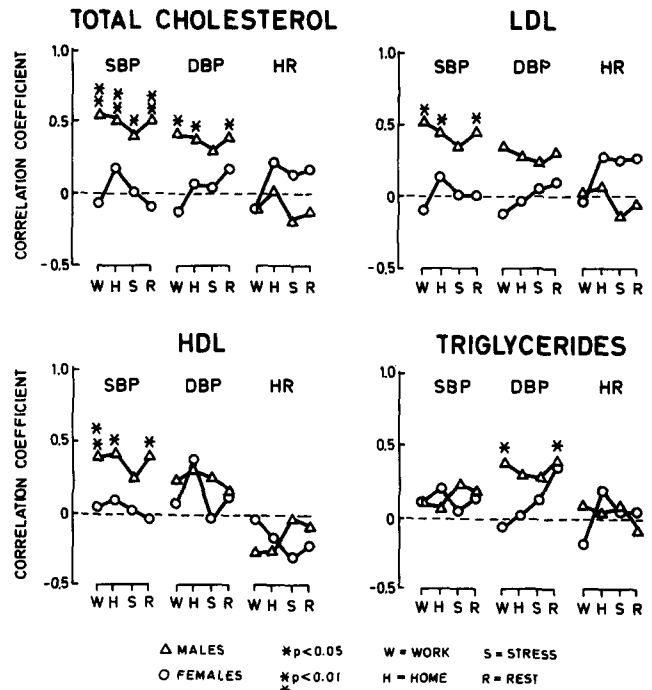 TOTAL CHOLESTEROL
LDL
CORRELATION COEFFICIENT
1.0
0.5
0
-0.5
SBP DBP HR
** ** * ** * * *
W H S R W H S R W H S R
1.0
0.5
0
-0.5
SBP DBP HR
* * *
W H S R W H S R W H S R
HDL
TRIGLYCERIDES
CORRELATION COEFFICIENT
1.0
0.5
0
-0.5
SBP DBP HR
** * *
W H S R W H S R W H S R
1.0
0.5
0
-0.5
SBP DBP HR
* *
W H S R W H S R W H S R
△ MALES *p<0.05 W = WORK S = STRESS
○ FEMALES **p<0.01 H = HOME R = REST